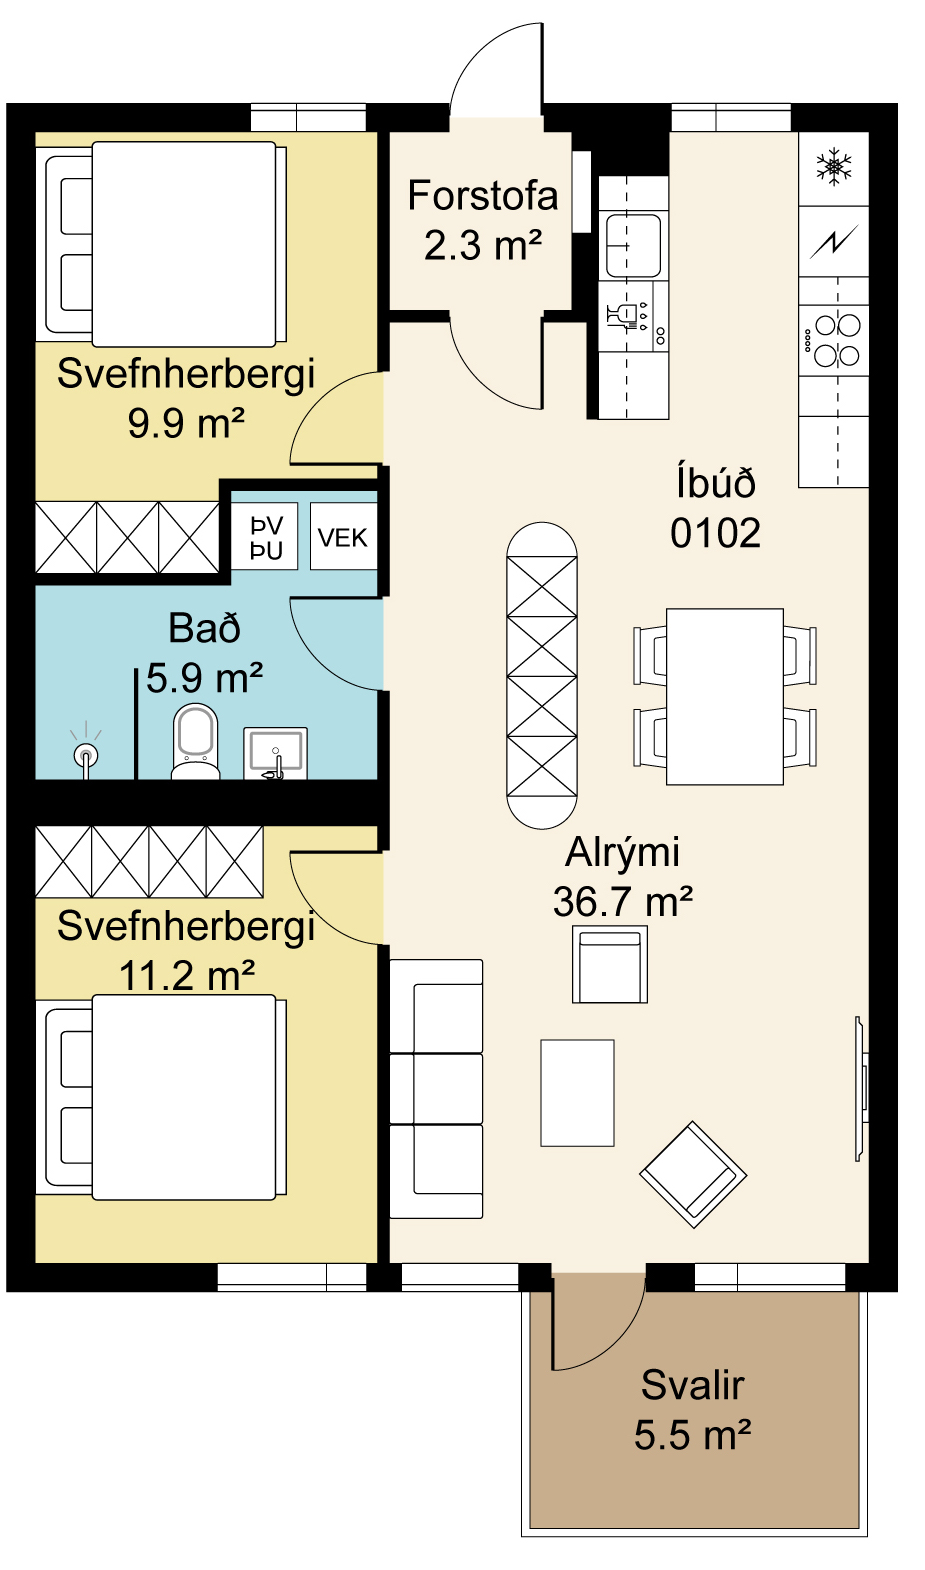 Forstofa
2.3 m²
Svefnherbergi
9.9 m²
Íbúð
0102
ÞV
ÞU
VEK
Bað
5.9 m²
Alrými
36.7 m²
Svefnherbergi
11.2 m²
Svalir
5.5 m²